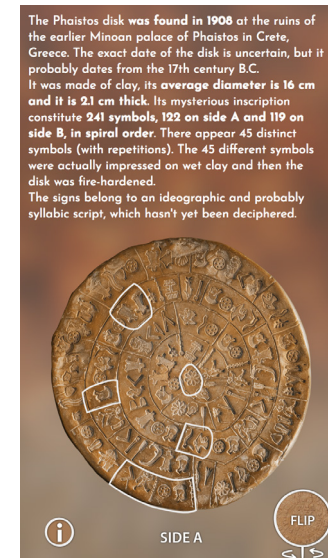 The Phaistos disk was found in 1908 at the ruins of
the earlier Minoan palace of Phaistos in Crete,
Greece. The exact date of the disk is uncertain, but it
probably dates from the 17th century B.C.
It was made of clay, its average diameter is 16 cm
and it is 2.1 cm thick. Its mysterious inscription
constitute 241 symbols, 122 on side A and 119 on
side B, in spiral order. There appear 45 distinct
symbols (with repetitions). The 45 different symbols
were actually impressed on wet clay and then the
disk was fire-hardened.
The signs belong to an ideographic and probably
syllabic script, which hasn't yet been deciphered.
i
SIDE A
FLIP